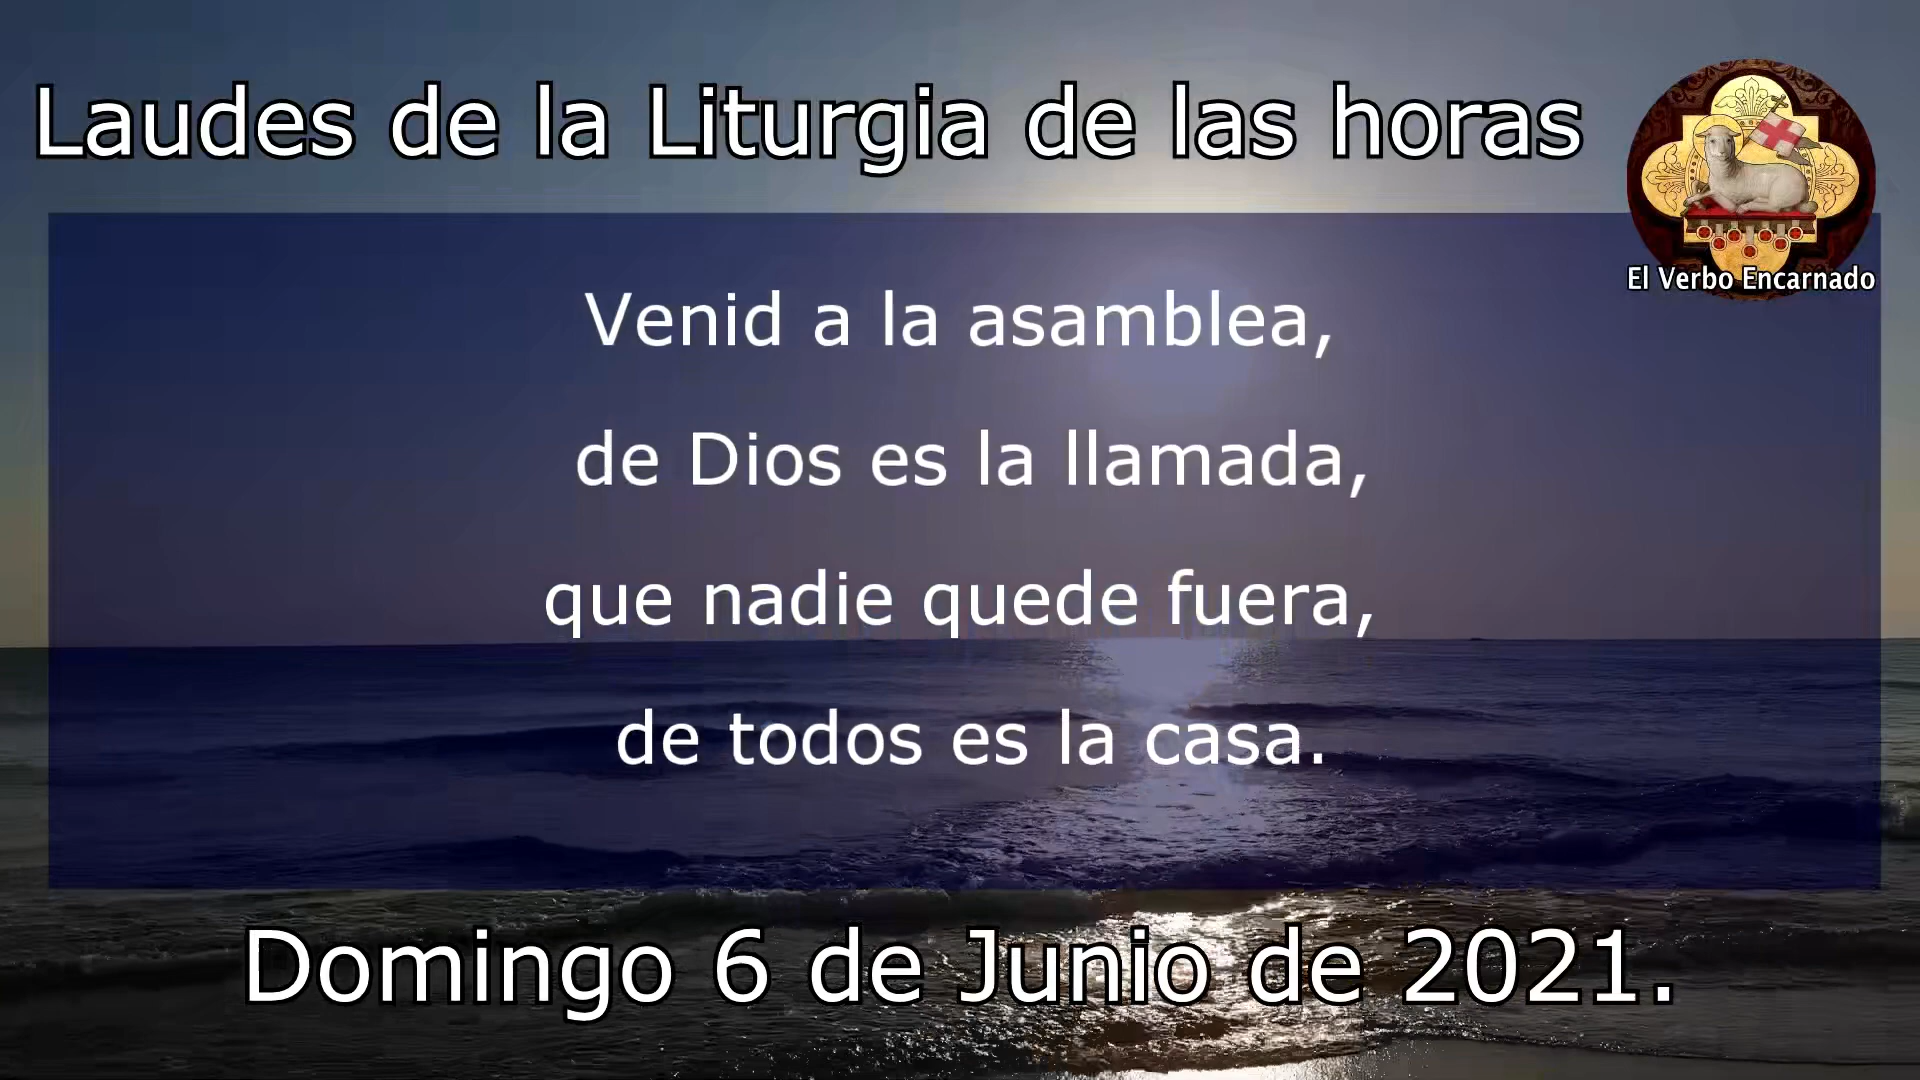 Laudes de la Liturgia de las horas
El Verbo Encarnado
Venid a la asamblea,
de Dios es la llamada,
que nadie quede fuera,
de todos es la casa.
Domingo 6 de Junio de 2021.